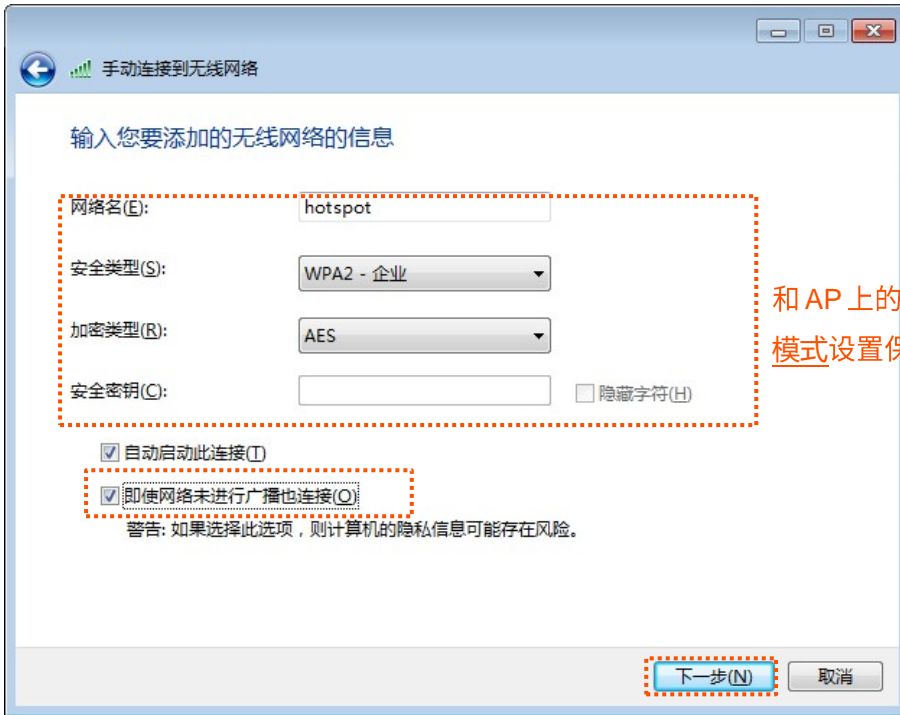 手动连接到无线网络
输入您要添加的无线网络的信息
网络名(E):
hotspot
安全类型(S):
WPA2 - 企业
加密类型(R):
AES
安全密钥(C):
隐藏字符(H)
和 AP 上的
模式设置保
自动启动此连接(T)
即使网络未进行广播也连接(O)
警告: 如果选择此选项，则计算机的隐私信息可能存在风险。
下一步(N)
取消